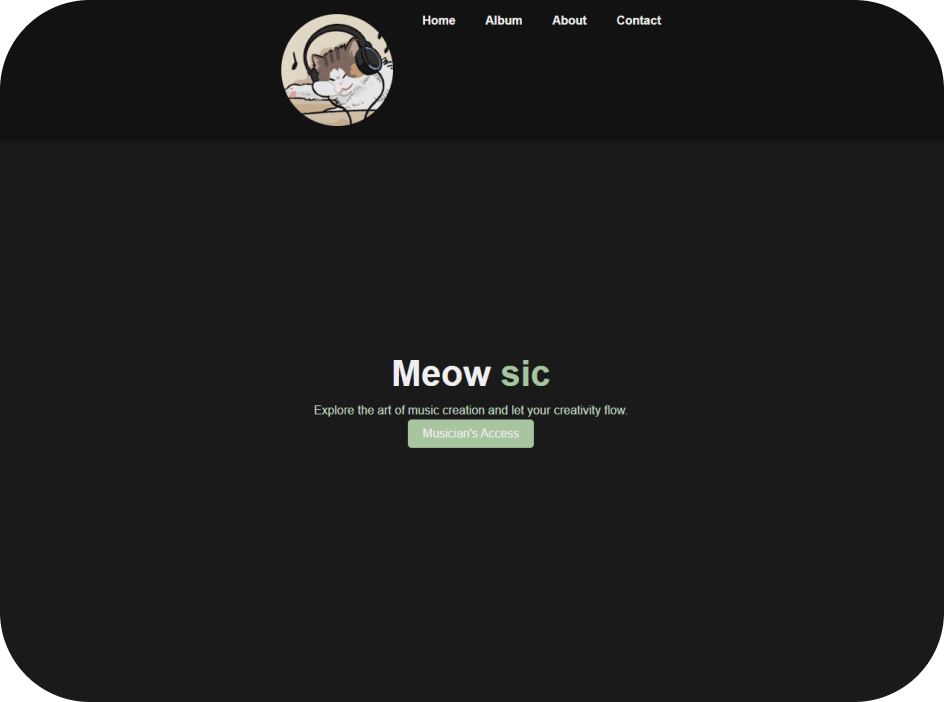 Home Album About Contact
Meow sic
Explore the art of music creation and let your creativity flow.
Musician's Access